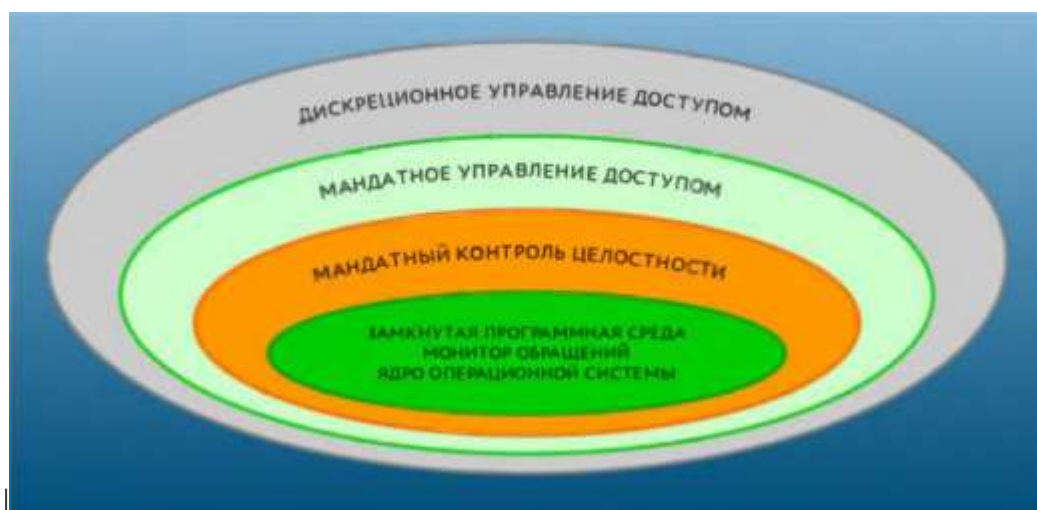 ДИСКРЕЦИОННОЕ УПРАВЛЕНИЕ ДОСТУПОМ
МАНДАТНОЕ УПРАВЛЕНИЕ ДОСТУПОМ
МАНДАТНЫЙ КОНТРОЛЬ ЦЕЛОСТНОСТИ
ЗАМКНУТАЯ ПРОГРАММНАЯ СРЕДА
МОНИТОР ОБРАЩЕНИЙ
ЯДРО ОПЕРАЦИОННОЙ СИСТЕМЫ